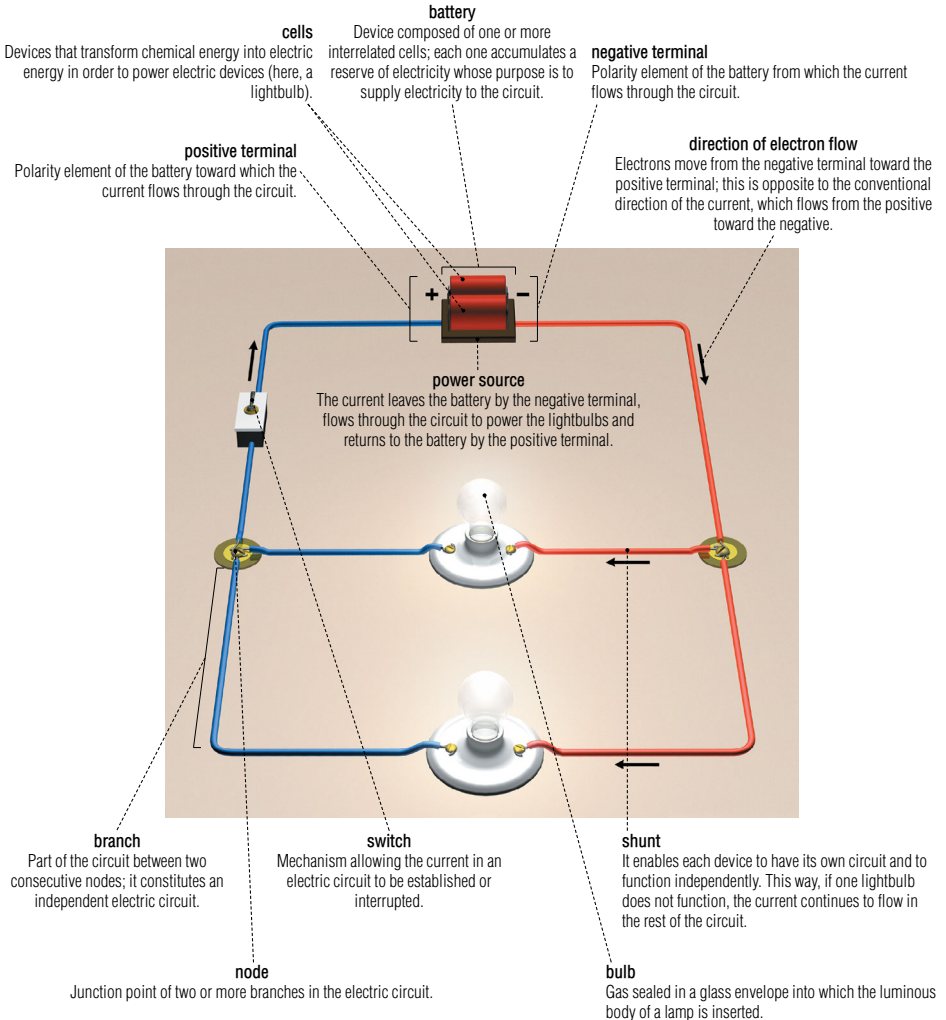 battery
Device composed of one or more
interrelated cells; each one accumulates a
reserve of electricity whose purpose is to
supply electricity to the circuit.
cells
Devices that transform chemical energy into electric
energy in order to power electric devices (here, a
lightbulb).
negative terminal
Polarity element of the battery from which the current
flows through the circuit.
positive terminal
Polarity element of the battery toward which the
current flows through the circuit.
direction of electron flow
Electrons move from the negative terminal toward the
positive terminal; this is opposite to the conventional
direction of the current, which flows from the positive
toward the negative.
+
−
power source
The current leaves the battery by the negative terminal,
flows through the circuit to power the lightbulbs and
returns to the battery by the positive terminal.
branch
Part of the circuit between two
consecutive nodes; it constitutes an
independent electric circuit.
switch
Mechanism allowing the current in an
electric circuit to be established or
interrupted.
shunt
It enables each device to have its own circuit and to
function independently. This way, if one lightbulb
does not function, the current continues to flow in
the rest of the circuit.
node
Junction point of two or more branches in the electric circuit.
bulb
Gas sealed in a glass envelope into which the luminous
body of a lamp is inserted.